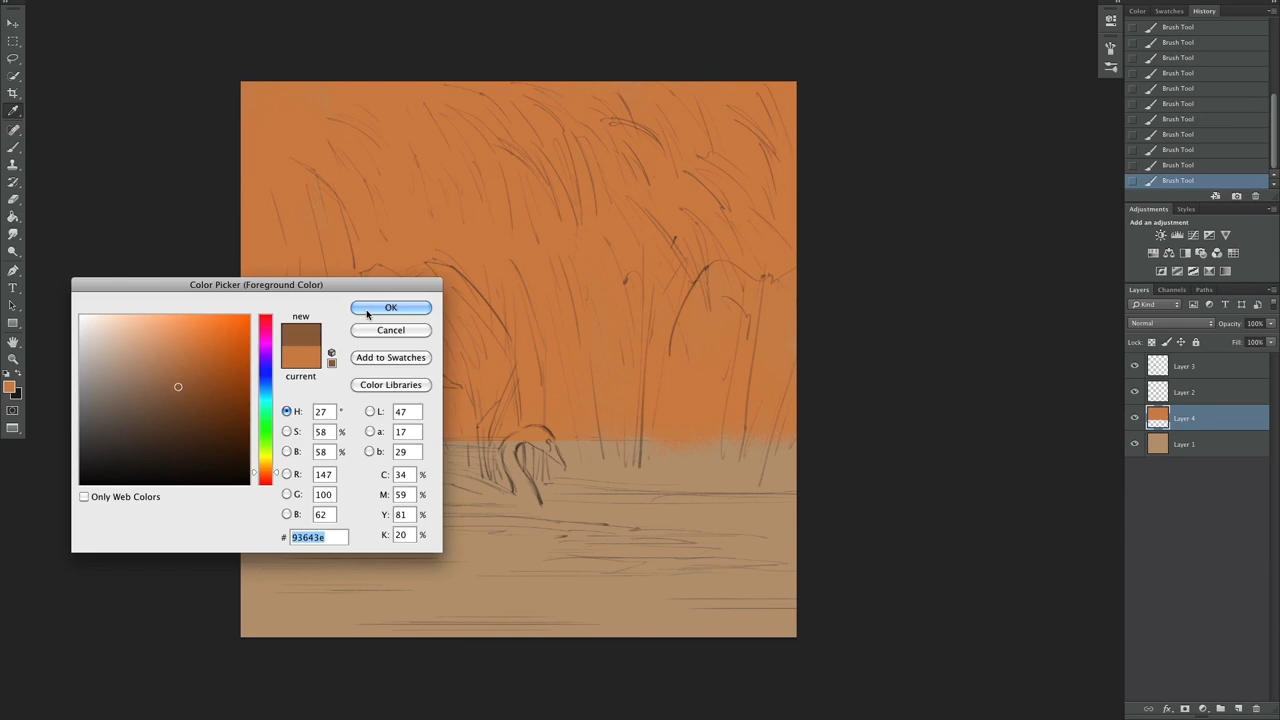 Color Swatches History
Brush Tool
Brush Tool
Brush Tool
Brush Tool
Brush Tool
Brush Tool
Brush Tool
Brush Tool
Brush Tool
Brush Tool
Brush Tool
Adjustments Styles
Add an adjustment
Layers Channels Paths
Kind
Normal Opacity: 100%
Lock: Fill: 100%
Layer 3
Layer 2
Layer 4
Layer 1
Color Picker (Foreground Color)
new
current
OK
Cancel
Add to Swatches
Color Libraries
H: 27 ° L: 47
S: 58 % a: 17
B: 58 % b: 29
R: 147 C: 34 %
G: 100 M: 59 %
B: 62 Y: 81 %
# 93643e K: 20 %
Only Web Colors
T
fx